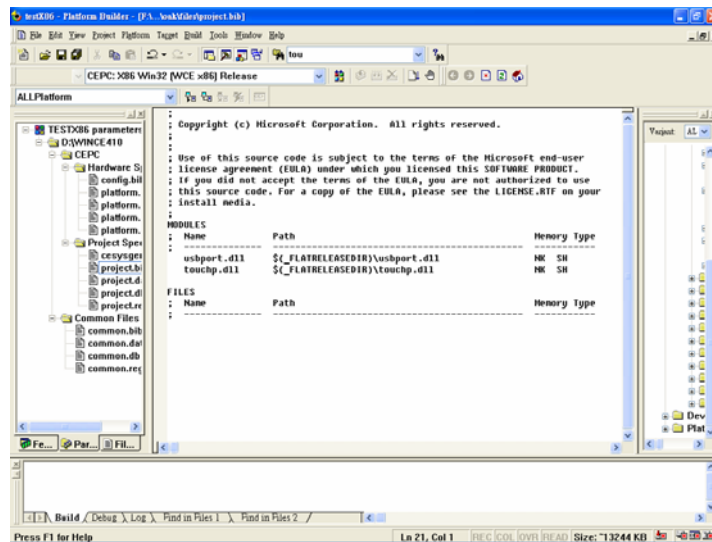 testX86 - Platform Builder - [F:\...\oak\files\project.bib]
File Edit View Project Platform Target Build Tools Window Help
tou
CEPC: X86 Win32 (WCE x86) Release
ALLPlatform
TESTX86 parameters
D:\WINCE410
CEPC
Hardware Sp
config.bib
platform.
platform.
platform.
platform.
Project Spec
cesysgen
project.bi
project.d
project.dl
project.re
Common Files
common.bib
common.dat
common.db
common.reg
Fe... Par... Fil...
;
; Copyright (c) Microsoft Corporation.  All rights reserved.
;
;
; Use of this source code is subject to the terms of the Microsoft end-user
; license agreement (EULA) under which you licensed this SOFTWARE PRODUCT.
; If you did not accept the terms of the EULA, you are not authorized to use
; this source code. For a copy of the EULA, please see the LICENSE.RTF on your
; install media.
;
MODULES
; Name Path Memory Type
; -------------- ---------------------------------- -----------
usbport.dll $(_FLATRELEASEDIR)\usbport.dll NK SH
touchp.dll $(_FLATRELEASEDIR)\touchp.dll NK SH
FILES
; Name Path Memory Type
; -------------- ---------------------------------- -----------
Variant
Dev
Plat
Build Debug Log Find in Files 1 Find in Files 2
Press F1 for Help
Ln 21, Col 1 REC COL OVR READ Size: ~13244 KB